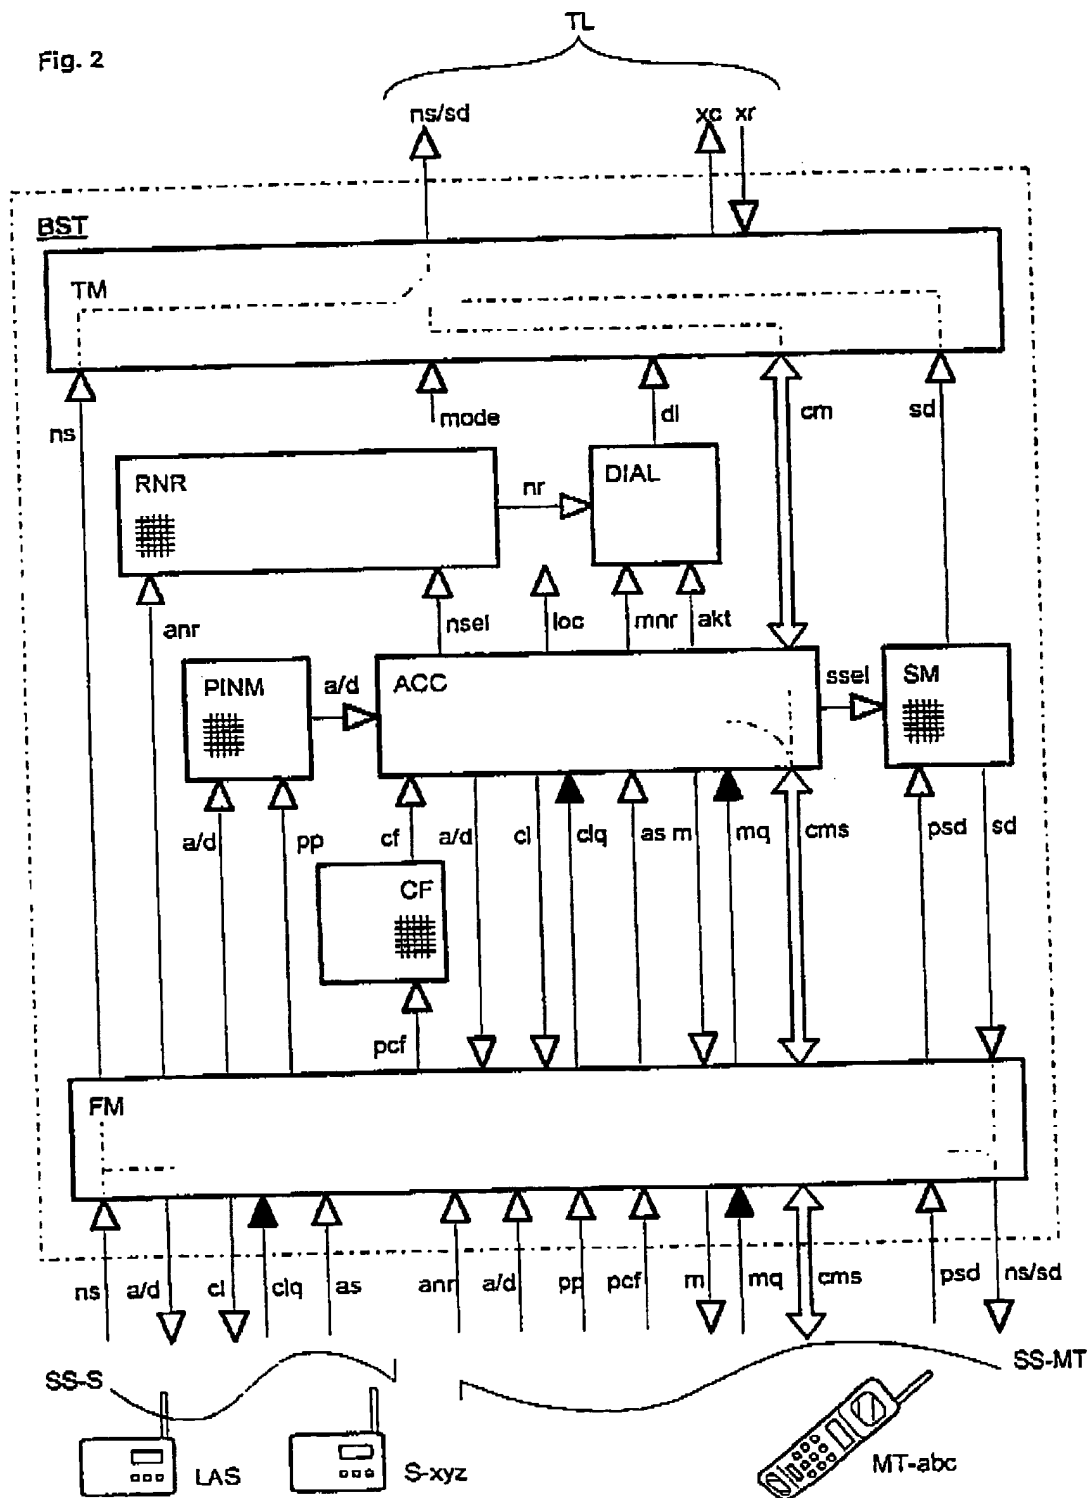 TL
Fig. 2
ns/sd xc xr
BST
TM
ns mode dl cm sd
RNR nr DIAL
anr nsel loc mnr akt
PINM a/d ACC ssel SM
a/d pp cf a/d cl clq as m mq cms psd sd
CF
pcf
FM
ns a/d cl clq as anr a/d pp pcf m mq cms psd ns/sd
SS-S SS-MT
LAS S-xyz MT-abc